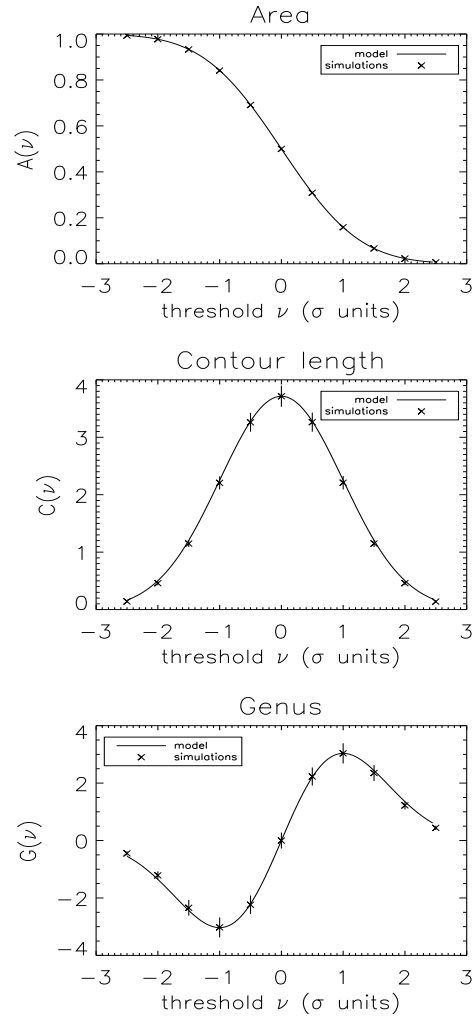 Area
model
simulations
A(ν)
1.0
0.8
0.6
0.4
0.2
0.0
−3 −2 −1 0 1 2 3
threshold ν (σ units)
Contour length
model
simulations
C(ν)
4
3
2
1
0
−3 −2 −1 0 1 2 3
threshold ν (σ units)
Genus
model
simulations
G(ν)
4
2
0
−2
−4
−3 −2 −1 0 1 2 3
threshold ν (σ units)